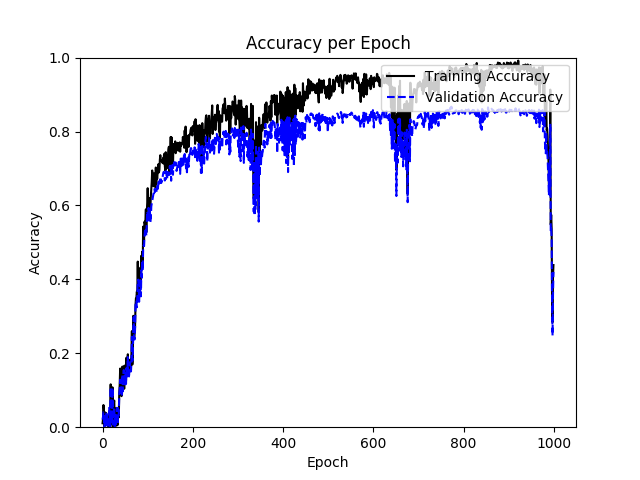 Accuracy per Epoch
1.0
0.8
0.6
0.4
0.2
0.0
Accuracy
Training Accuracy
Validation Accuracy
0 200 400 600 800 1000
Epoch